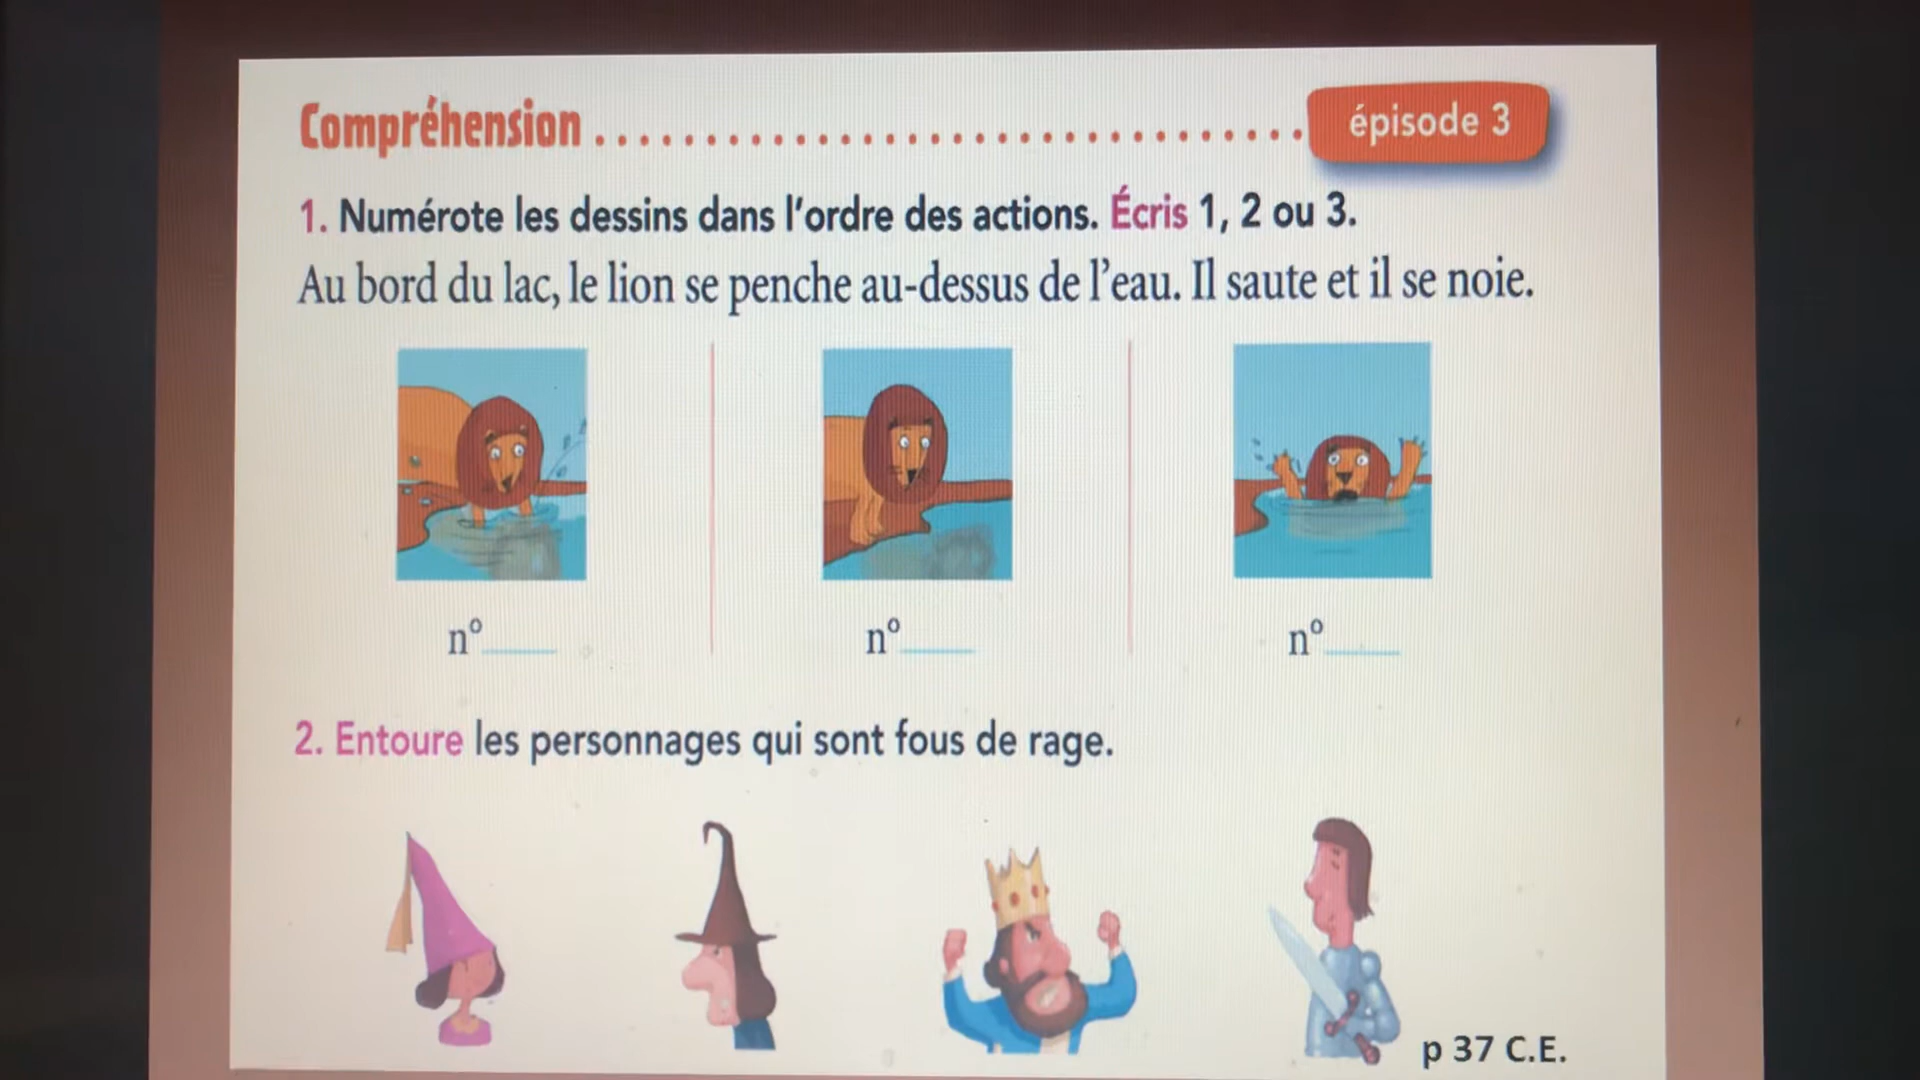 Compréhension
épisode 3
1. Numérote les dessins dans l'ordre des actions. Écris 1, 2 ou 3.
Au bord du lac, le lion se penche au-dessus de l'eau. Il saute et il se noie.
n° n° n°
2. Entoure les personnages qui sont fous de rage.
p 37 C.E.